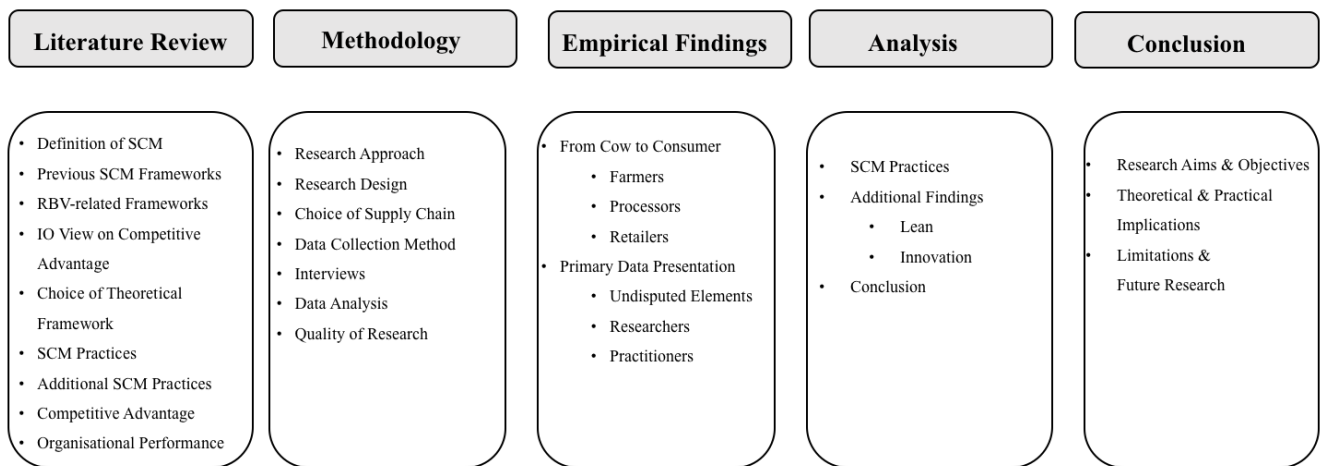 Literature Review
Methodology
Empirical Findings
Analysis
Conclusion
• Definition of SCM
• Previous SCM Frameworks
• RBV-related Frameworks
• IO View on Competitive
Advantage
• Choice of Theoretical
Framework
• SCM Practices
• Additional SCM Practices
• Competitive Advantage
• Organisational Performance
• Research Approach
• Research Design
• Choice of Supply Chain
• Data Collection Method
• Interviews
• Data Analysis
• Quality of Research
• From Cow to Consumer
• Farmers
• Processors
• Retailers
• Primary Data Presentation
• Undisputed Elements
• Researchers
• Practitioners
• SCM Practices
• Additional Findings
• Lean
• Innovation
• Conclusion
• Research Aims & Objectives
• Theoretical & Practical
Implications
• Limitations &
Future Research